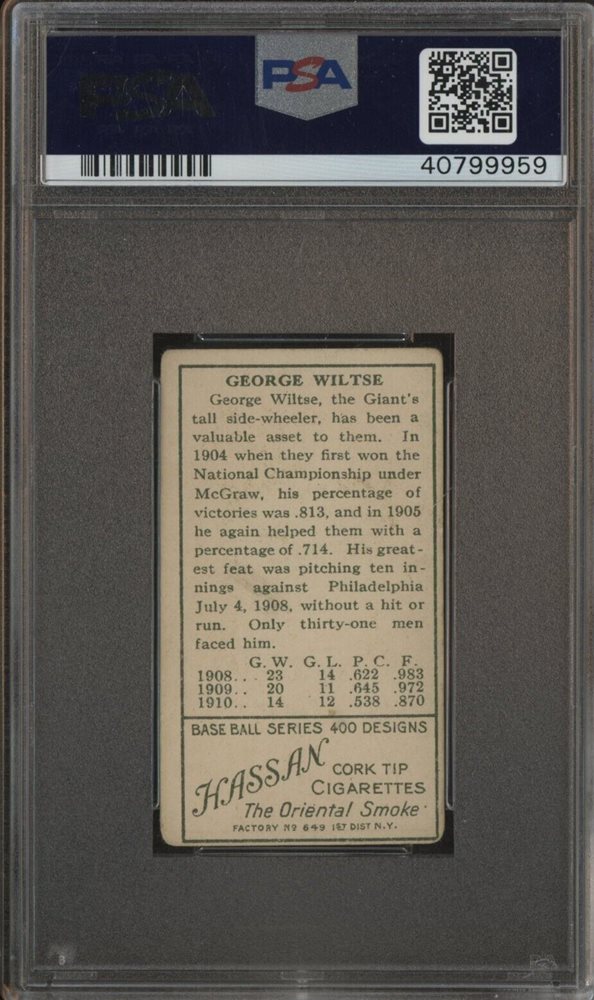 PSA
PSA
40799959
GEORGE WILTSE
George Wiltse, the Giant's
tall side-wheeler, has been a
valuable asset to them. In
1904 when they first won the
National Championship under
McGraw, his percentage of
victories was .813, and in 1905
he again helped them with a
percentage of .714. His great-
est feat was pitching ten in-
nings against Philadelphia
July 4, 1908, without a hit or
run. Only thirty-one men
faced him.
G. W. G. L. P. C. F.
1908... 23 14 .622 .983
1909.. 20 11 .645 .972
1910.. 14 12 .538 .870
BASE BALL SERIES 400 DESIGNS
HASSAN
CORK TIP
CIGARETTES
The Oriental Smoke
FACTORY Nº 649 1ST DIST N.Y.